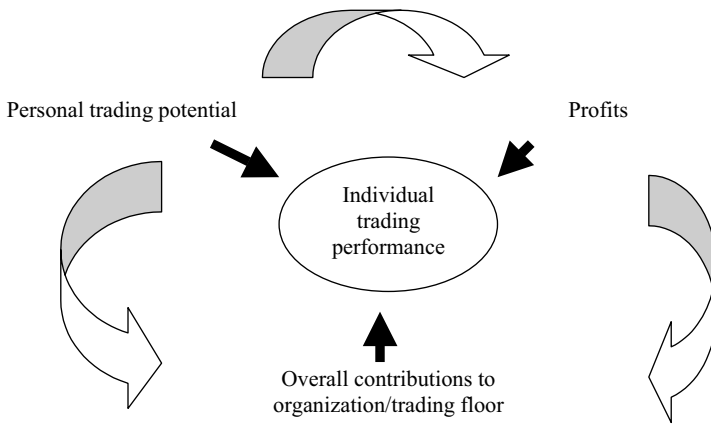 Personal trading potential
Profits
Individual
trading
performance
Overall contributions to
organization/trading floor